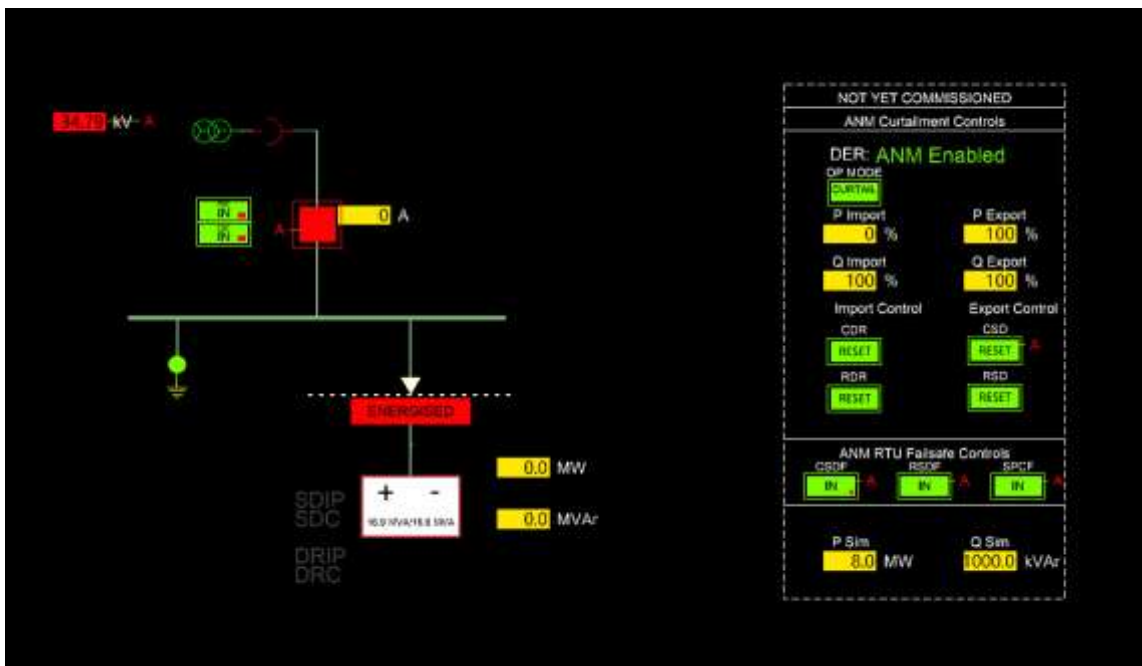 34.79 kV A
IN
IN
A
0 A
ENERGISED
+ -
SDIP
SDC
DRIP
DRC
0.0 MW
0.0 MVAr
NOT YET COMMISSIONED
ANM Curtailment Controls
DER: ANM Enabled
OP MODE
CURTAIL
P Import P Export
0 % 100 %
Q Import Q Export
100 % 100 %
Import Control Export Control
CDR CSD
RESET RESET A
RDR RSD
RESET RESET
ANM RTU Failsafe Controls
CSDF RSDF SPCF
IN A IN A IN A
P Sim Q Sim
8.0 MW 1000.0 kVAr